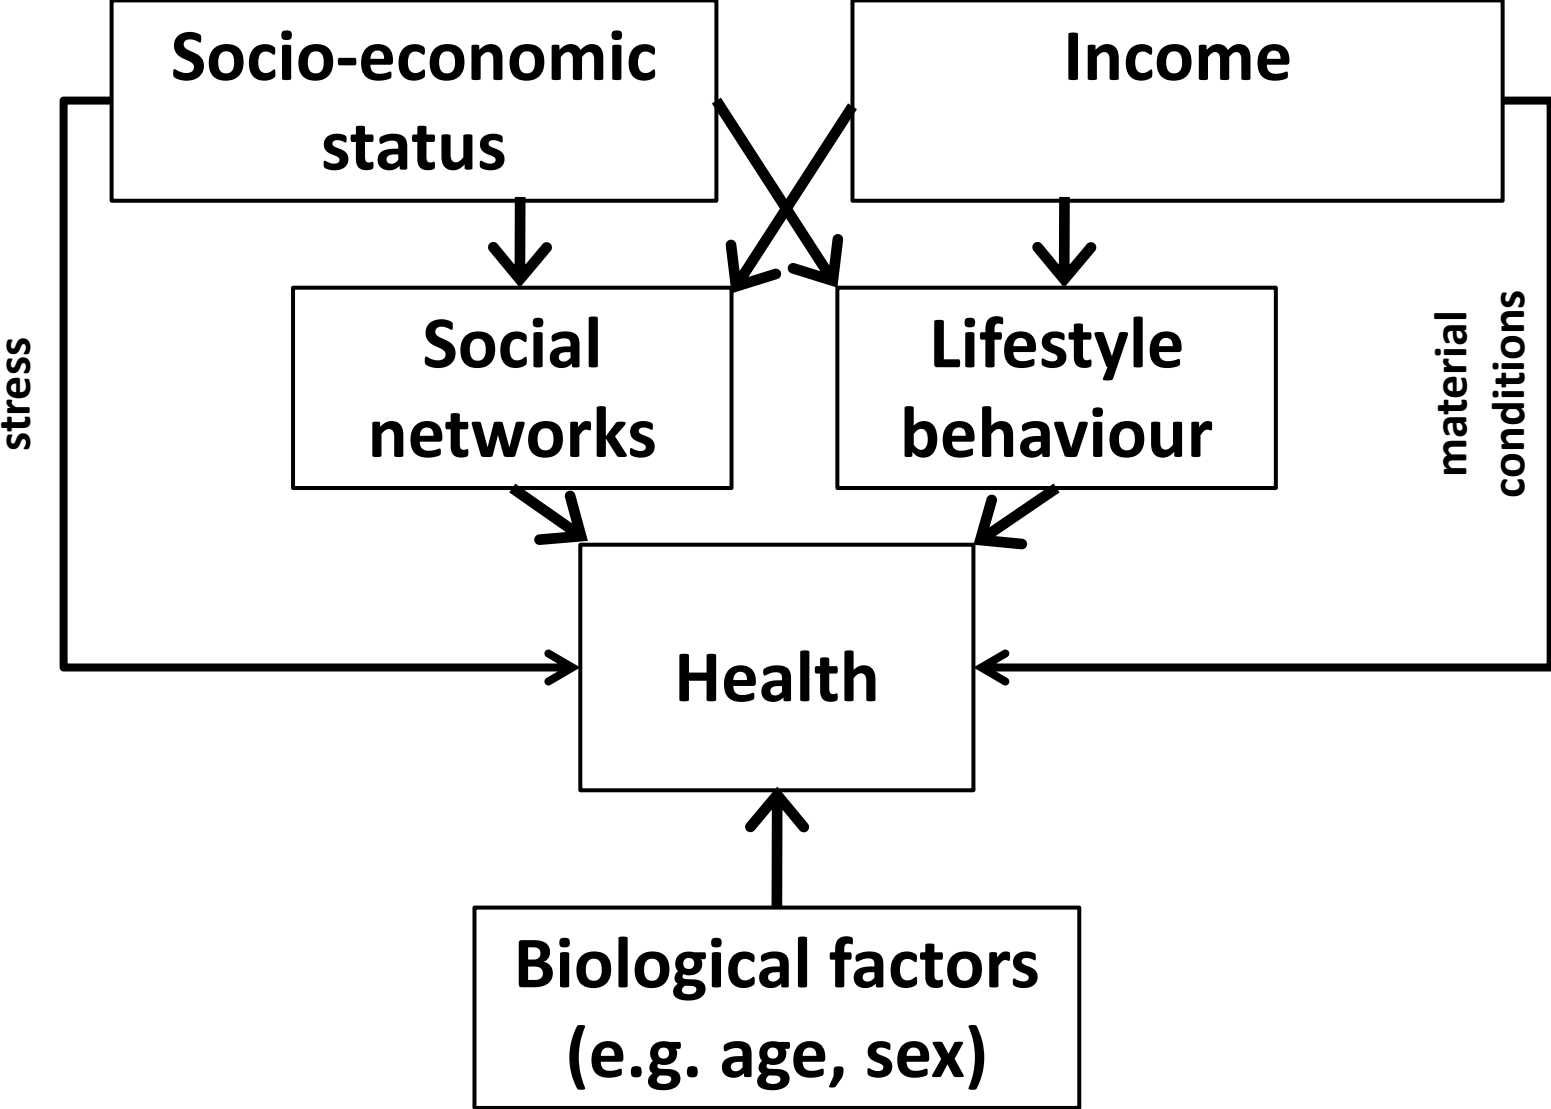 Socio-economic
status
Income
stress
Social
networks
Lifestyle
behaviour
material
conditions
Health
Biological factors
(e.g. age, sex)